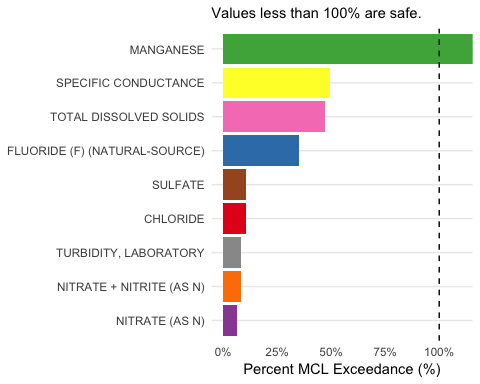 Values less than 100% are safe.
MANGANESE
SPECIFIC CONDUCTANCE
TOTAL DISSOLVED SOLIDS
FLUORIDE (F) (NATURAL-SOURCE)
SULFATE
CHLORIDE
TURBIDITY, LABORATORY
NITRATE + NITRITE (AS N)
NITRATE (AS N)
0% 25% 50% 75% 100%
Percent MCL Exceedance (%)